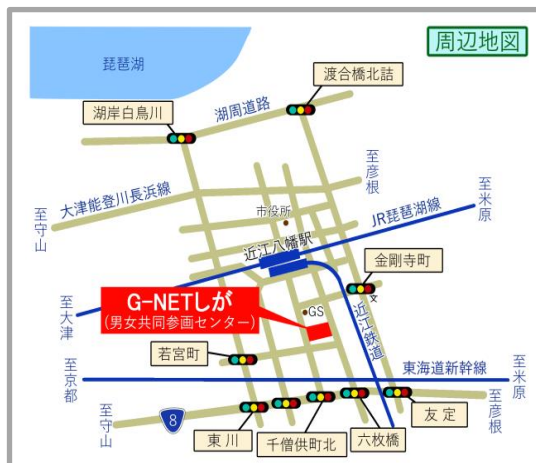 周辺地図
琵琶湖
渡合橋北詰
湖岸白鳥川
湖周道路
至彦根
大津能登川長浜線
至守山
市役所
JR琵琶湖線
至米原
近江八幡駅
金剛寺町
至大津
G-NETしが
(男女共同参画センター)
GS
近江鉄道
若宮町
東海道新幹線
至京都
至米原
至守山
8
東川
千僧供町北
六枚橋
友定
至彦根